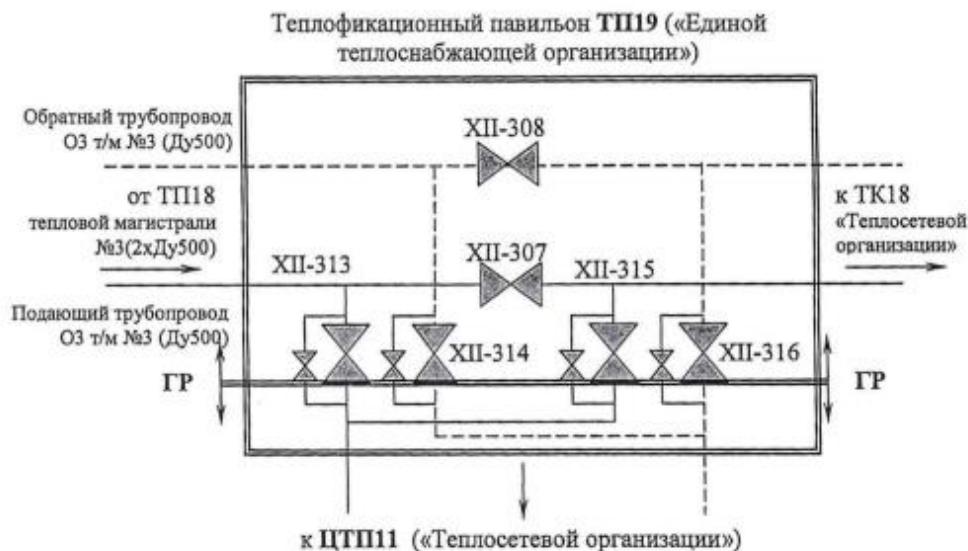 Теплофикационный павильон ТП19 («Единой
теплоснабжающей организации»)
Обратный трубопровод
О3 т/м №3 (Ду500)
XII-308
от ТП18
тепловой магистрали
№3(2хДу500)
к ТК18
«Теплосетевой
организации»
XII-313
XII-307
XII-315
Подающий трубопровод
О3 т/м №3 (Ду500)
XII-314
XII-316
ГР
ГР
к ЦТП11 («Теплосетевой организации»)